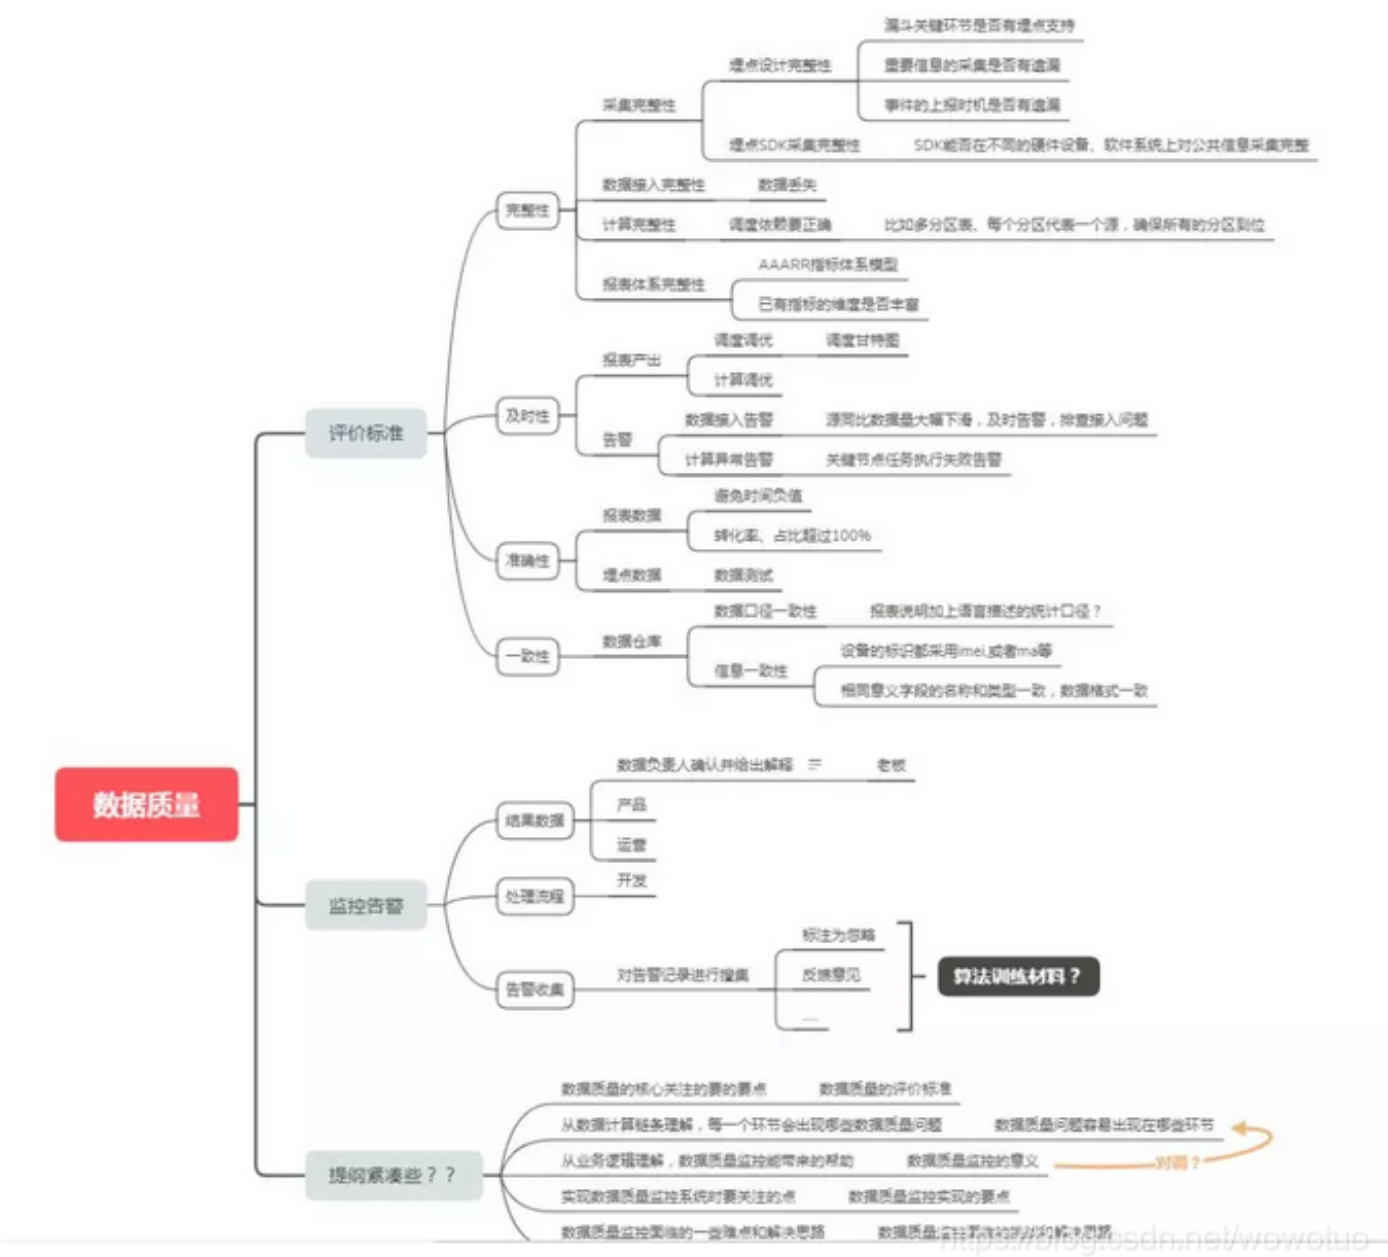 漏斗关键环节是否有埋点支持
埋点设计完整性
重要信息的采集是否有遗漏
采集完整性
事件的上报时机是否有遗漏
埋点SDK采集完整性
SDK能否在不同的硬件设备、软件系统上对公共信息采集完整
数据接入完整性
数据丢失
完整性
计算完整性
调度依赖要正确
比如多分区表、每个分区代表一个源，确保所有的分区到位
AAARR指标体系模型
报表体系完整性
已有指标的维度是否丰富
调度调优
调度甘特图
报表产出
计算调优
及时性
数据接入告警
源同比数据量大幅下滑，及时告警，排查接入问题
评价标准
告警
计算异常告警
关键节点任务执行失败告警
避免时间负值
报表数据
转化率、占比超过100%
准确性
埋点数据
数据测试
数据口径一致性
报表说明加上语言描述的统计口径？
数据仓库
一致性
设备的标识都采用imei,或者ma等
信息一致性
相同意义字段的名称和类型一致，数据格式一致
数据负责人确认并给出解释
老板
数据质量
产品
结果数据
运营
开发
处理流程
监控告警
标注为忽略
对告警记录进行搜集
反馈意见
算法训练材料？
告警收集
......
数据质量的核心关注的要的要点
数据质量的评价标准
从数据计算链条理解，每一个环节会出现哪些数据质量问题
数据质量问题容易出现在哪些环节
从业务逻辑理解，数据质量监控能带来的帮助
数据质量监控的意义
对调？
提纲紧凑些？？
实现数据质量监控系统时要关注的点
数据质量监控实现的要点
数据质量监控面临的一些难点和解决思路
数据质量监控面临的挑战和解决思路
https://blog.csdn.net/wowotuo